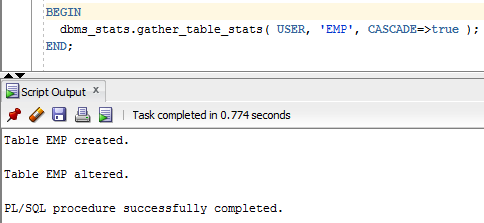 BEGIN
dbms_stats.gather_table_stats( USER, 'EMP', CASCADE=>true );
END;
Script Output x
Task completed in 0.774 seconds
Table EMP created.
Table EMP altered.
PL/SQL procedure successfully completed.